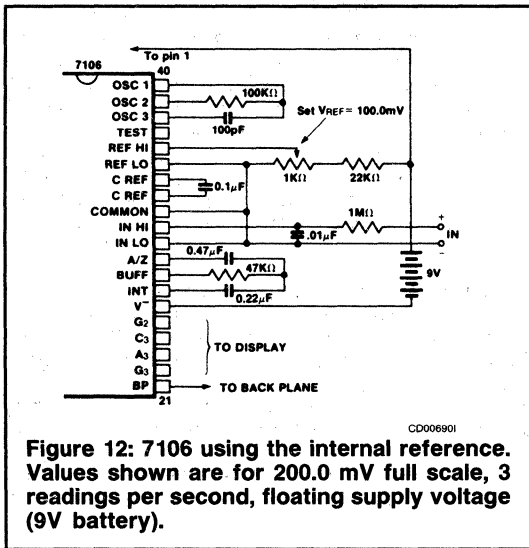 To pin 1
7106
40
OSC 1
OSC 2
OSC 3
TEST
REF HI
REF LO
C REF
C REF
COMMON
IN HI
IN LO
A/Z
BUFF
INT
V⁻
G₂
C₃
A₃
G₃
BP
21
100KΩ
100pF
Set VREF = 100.0mV
1KΩ
22KΩ
0.1μF
1MΩ
.01μF
+
IN
-
0.47μF
47KΩ
0.22μF
9V
TO DISPLAY
TO BACK PLANE
CD00690I
Figure 12: 7106 using the internal reference.
Values shown are for 200.0 mV full scale, 3
readings per second, floating supply voltage
(9V battery).